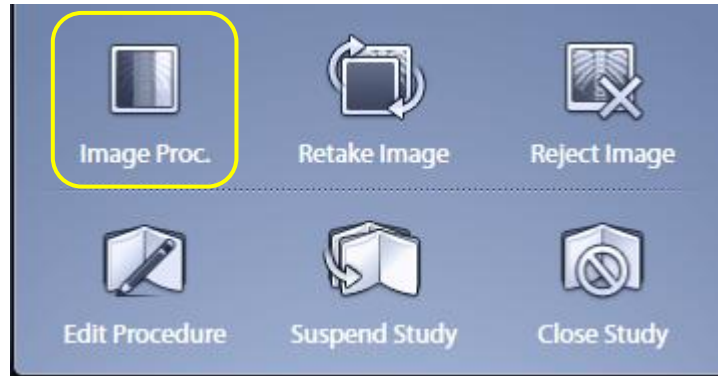 Image Proc.
Retake Image
Reject Image
Edit Procedure
Suspend Study
Close Study